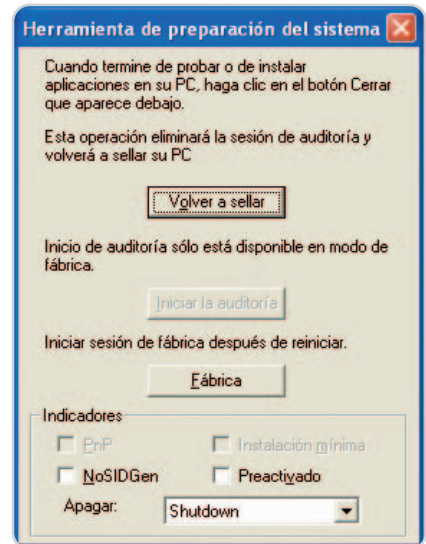 Herramienta de preparación del sistema
Cuando termine de probar o de instalar
aplicaciones en su PC, haga clic en el botón Cerrar
que aparece debajo.
Esta operación eliminará la sesión de auditoría y
volverá a sellar su PC
Volver a sellar
Inicio de auditoría sólo está disponible en modo de
fábrica.
Iniciar la auditoría
Iniciar sesión de fábrica después de reiniciar.
Fábrica
Indicadores
PnP Instalación mínima
NoSIDGen Preactivado
Apagar: Shutdown